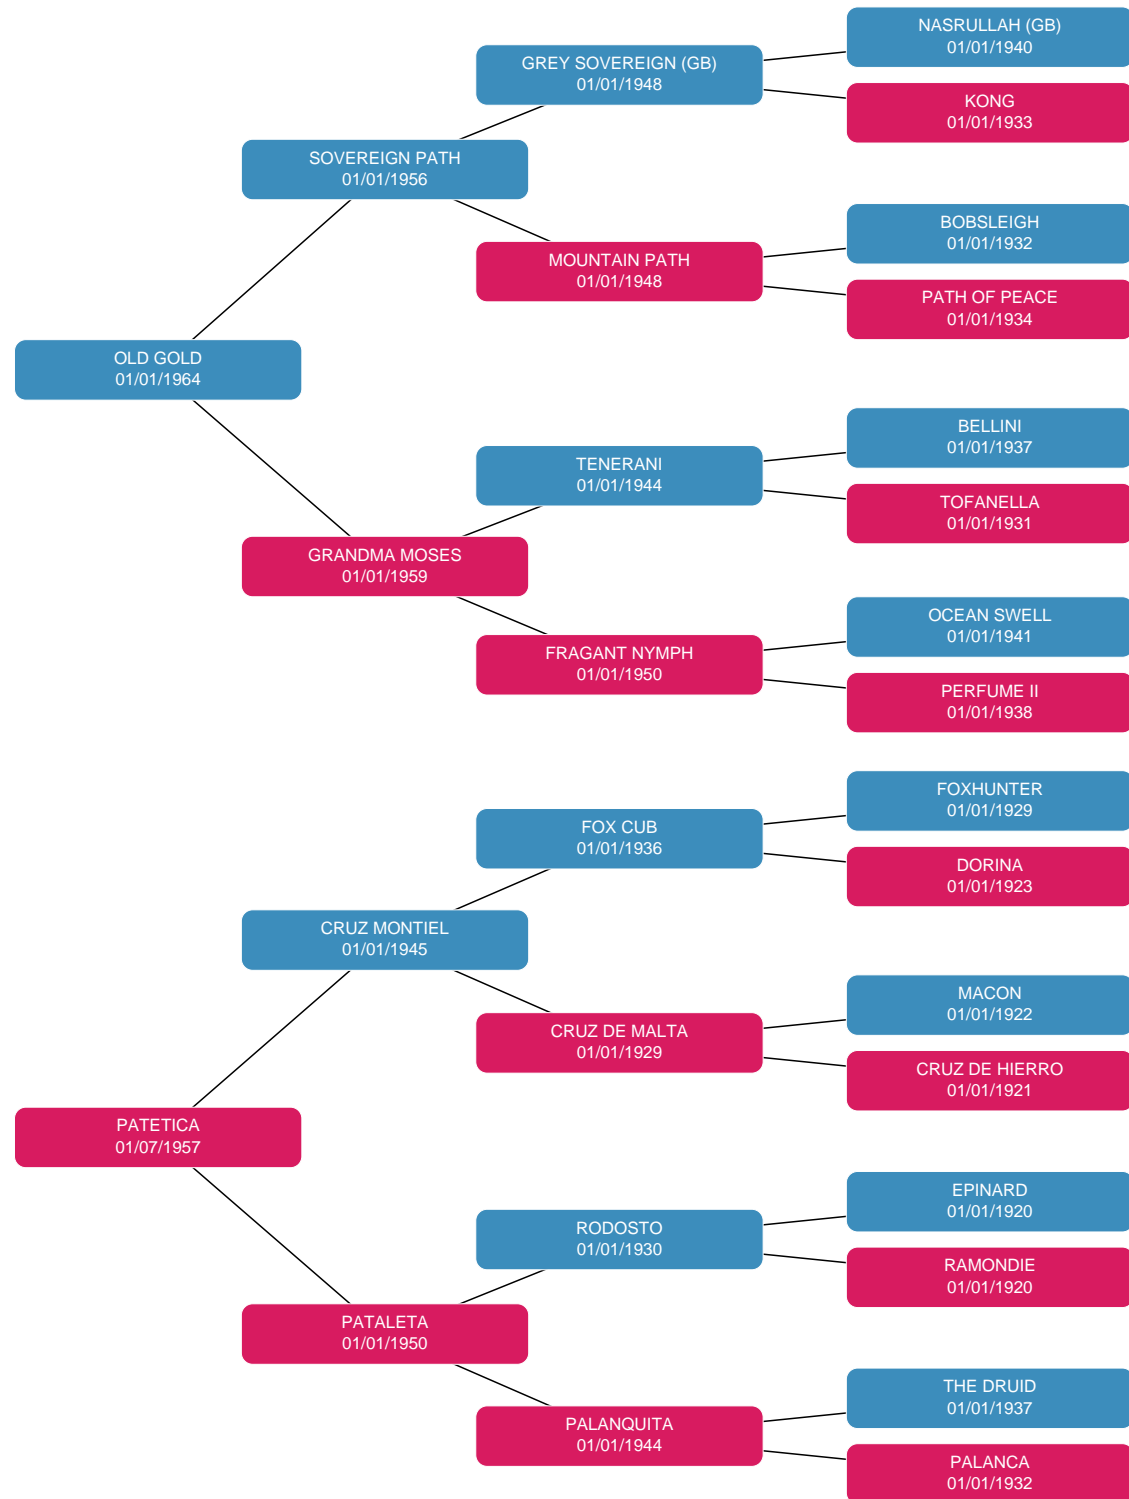 NASRULLAH (GB)
01/01/1940
GREY SOVEREIGN (GB)
01/01/1948
KONG
01/01/1933
SOVEREIGN PATH
01/01/1956
BOBSLEIGH
01/01/1932
MOUNTAIN PATH
01/01/1948
PATH OF PEACE
01/01/1934
OLD GOLD
01/01/1964
BELLINI
01/01/1937
TENERANI
01/01/1944
TOFANELLA
01/01/1931
GRANDMA MOSES
01/01/1959
OCEAN SWELL
01/01/1941
FRAGANT NYMPH
01/01/1950
PERFUME II
01/01/1938
FOXHUNTER
01/01/1929
FOX CUB
01/01/1936
DORINA
01/01/1923
CRUZ MONTIEL
01/01/1945
MACON
01/01/1922
CRUZ DE MALTA
01/01/1929
CRUZ DE HIERRO
01/01/1921
PATETICA
01/07/1957
EPINARD
01/01/1920
RODOSTO
01/01/1930
RAMONDIE
01/01/1920
PATALETA
01/01/1950
THE DRUID
01/01/1937
PALANQUITA
01/01/1944
PALANCA
01/01/1932